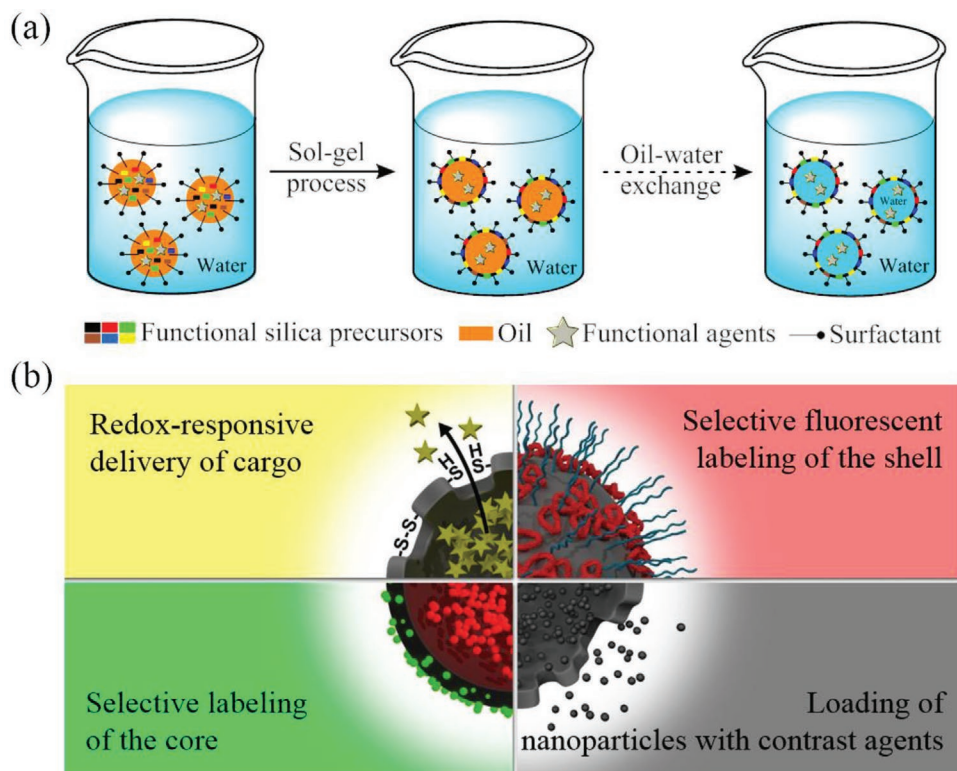 (a)
Sol-gel
process
Oil-water
exchange
Water
Water
Water
Water
Functional silica precursors
Oil
Functional agents
Surfactant
(b)
Redox-responsive
delivery of cargo
-S-S-
HS-
HS-
Selective fluorescent
labeling of the shell
Selective labeling
of the core
Loading of
nanoparticles with contrast agents